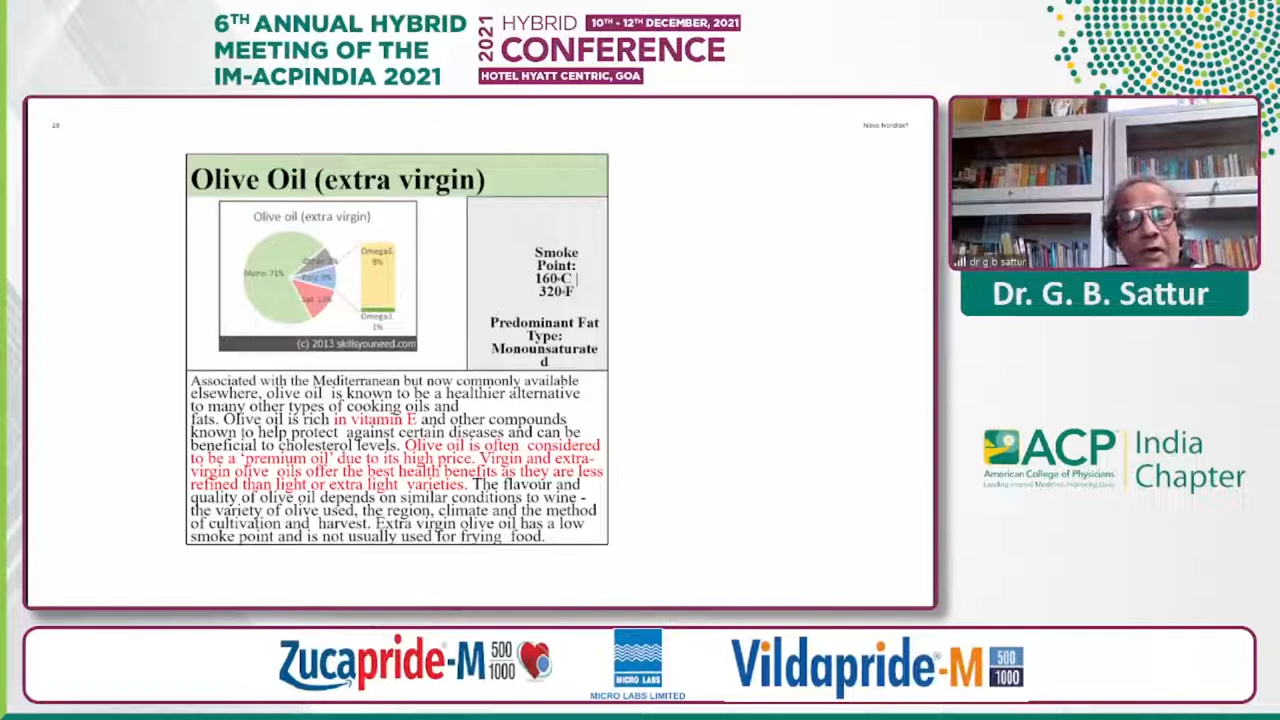 6TH ANNUAL HYBRID
MEETING OF THE
IM-ACPINDIA 2021
2021
HYBRID 10TH - 12TH DECEMBER, 2021
CONFERENCE
HOTEL HYATT CENTRIC, GOA
Novo Nordisk®
Olive Oil (extra virgin)
Olive oil (extra virgin)
Mono. 71%
Omega6.
8%
Omega3.
1%
(c) 2013 skillsyouneed.com
Smoke
Point:
160◦C |
320◦F
Predominant Fat
Type:
Monounsaturate
d
Associated with the Mediterranean but now commonly available
elsewhere, olive oil is known to be a healthier alternative
to many other types of cooking oils and
fats. Olive oil is rich in vitamin E and other compounds
known to help protect against certain diseases and can be
beneficial to cholesterol levels. Olive oil is often considered
to be a 'premium oil' due to its high price. Virgin and extra-
virgin olive oils offer the best health benefits as they are less
refined than light or extra light varieties. The flavour and
quality of olive oil depends on similar conditions to wine -
the variety of olive used, the region, climate and the method
of cultivation and harvest. Extra virgin olive oil has a low
smoke point and is not usually used for frying food.
dr g b sattur
Dr. G. B. Sattur
ACP India
Chapter
American College of Physicians
Leading Internal Medicine, Improving Lives
Zucapride-M 500
1000
MICRO LABS
MICRO LABS LIMITED
Vildapride®-M 500
1000